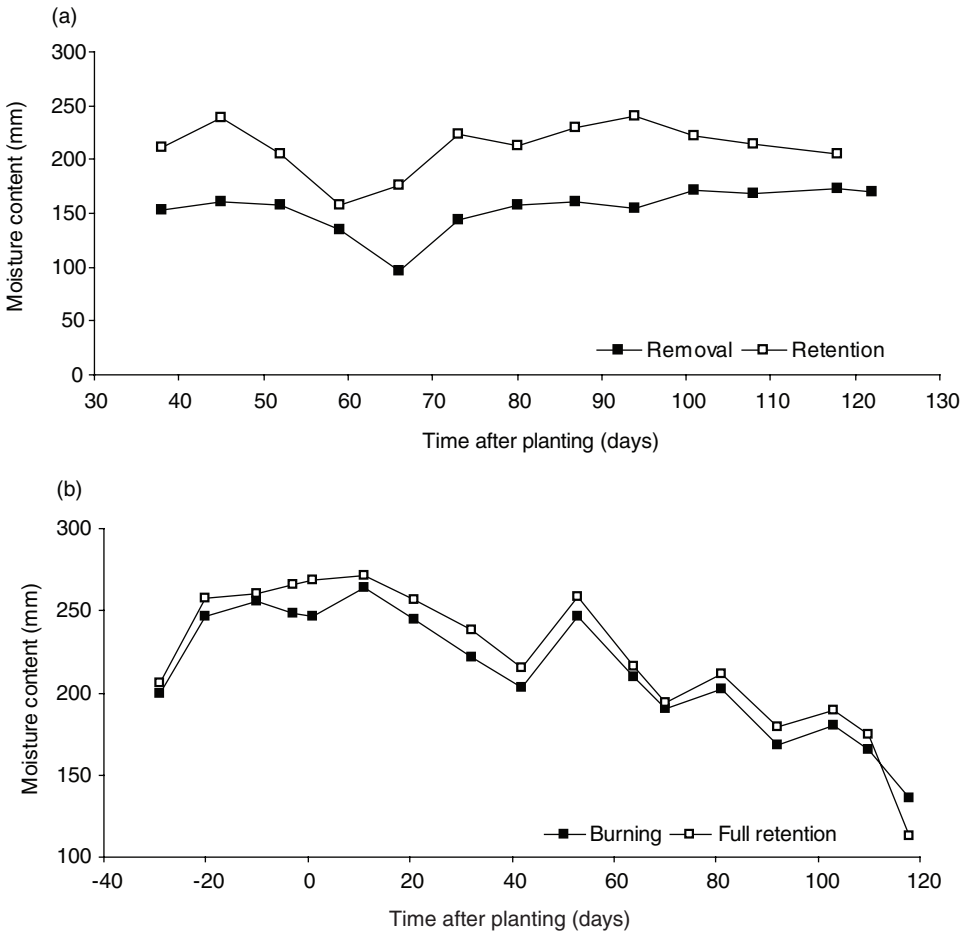 (a)
300
250
200
150
100
50
0
Moisture content (mm)
Removal Retention
30 40 50 60 70 80 90 100 110 120 130
Time after planting (days)
(b)
300
250
200
150
100
Moisture content (mm)
Burning Full retention
-40 -20 0 20 40 60 80 100 120
Time after planting (days)